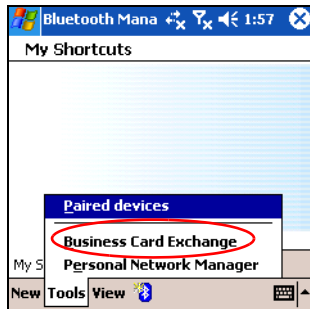 Bluetooth Mana 1:57
My Shortcuts
Paired devices
Business Card Exchange
My S Personal Network Manager
New Tools View